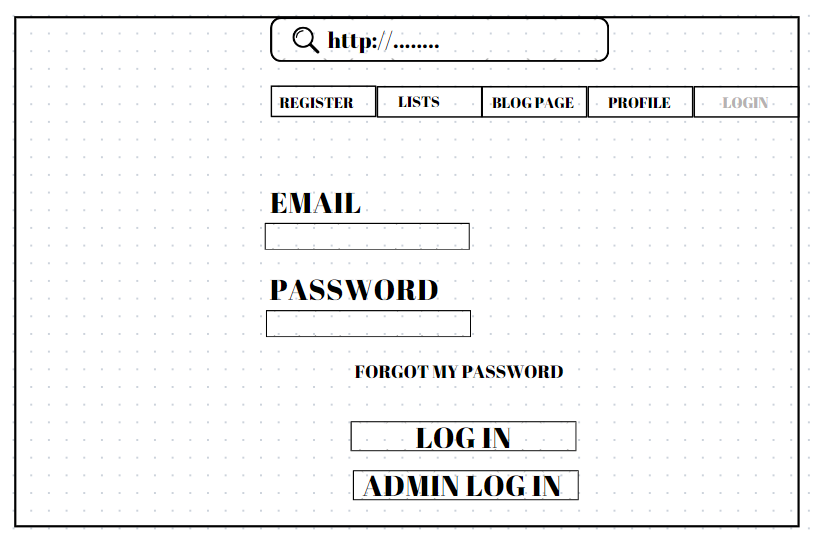 http://........
REGISTER LISTS BLOG PAGE PROFILE LOGIN
EMAIL
PASSWORD
FORGOT MY PASSWORD
LOG IN
ADMIN LOG IN